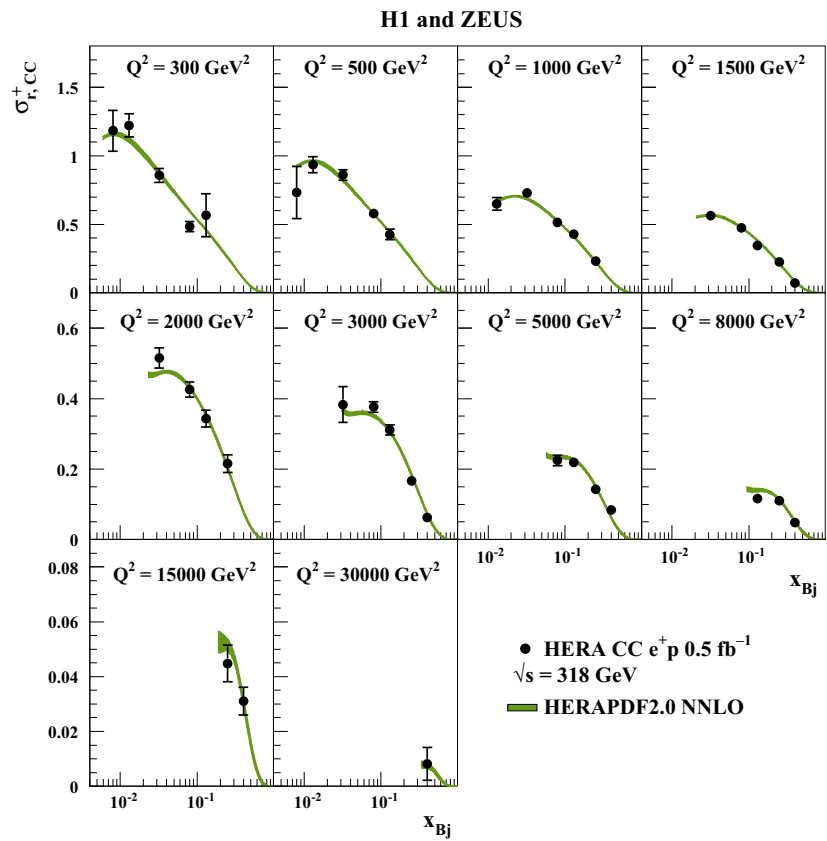 H1 and ZEUS
σ⁺r,CC
Q² = 300 GeV²
Q² = 500 GeV²
Q² = 1000 GeV²
Q² = 1500 GeV²
1.5
1
0.5
0
Q² = 2000 GeV²
Q² = 3000 GeV²
Q² = 5000 GeV²
Q² = 8000 GeV²
0.6
0.4
0.2
0
10⁻² 10⁻¹
10⁻² 10⁻¹
xBj
Q² = 15000 GeV²
Q² = 30000 GeV²
0.08
0.06
0.04
0.02
0
10⁻² 10⁻¹
10⁻² 10⁻¹
xBj
HERA CC e⁺p 0.5 fb⁻¹
√s = 318 GeV
HERAPDF2.0 NNLO